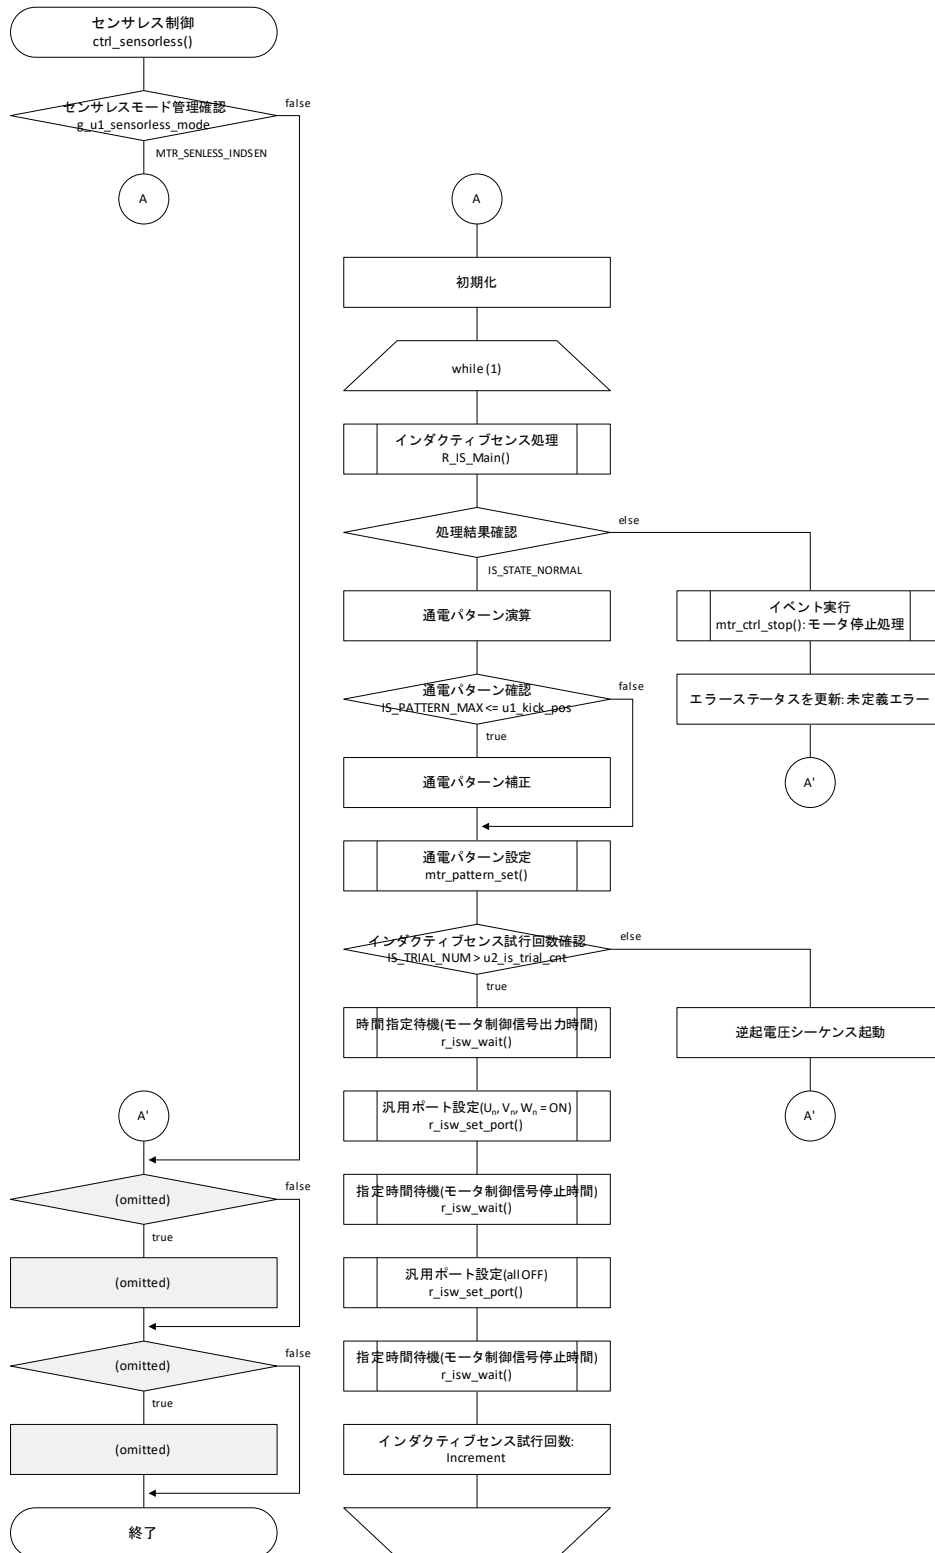 センサレス制御
ctrl_sensorless()
センサレスモード管理確認
g_u1_sensorless_mode
false
MTR_SENLESS_INDSEN
A
A
初期化
while (1)
インダクティブセンス処理
R_IS_Main()
処理結果確認
else
IS_STATE_NORMAL
通電パターン演算
イベント実行
mtr_ctrl_stop(): モータ停止処理
通電パターン確認
IS_PATTERN_MAX <= u1_kick_pos
false
true
エラーステータスを更新: 未定義エラー
A'
通電パターン補正
通電パターン設定
mtr_pattern_set()
インダクティブセンス試行回数確認
IS_TRIAL_NUM > u2_is_trial_cnt
else
true
時間指定待機(モータ制御信号出力時間)
r_isw_wait()
逆起電圧シーケンス起動
A'
汎用ポート設定(Un, Vn, Wn = ON)
r_isw_set_port()
指定時間待機(モータ制御信号停止時間)
r_isw_wait()
汎用ポート設定(all OFF)
r_isw_set_port()
指定時間待機(モータ制御信号停止時間)
r_isw_wait()
インダクティブセンス試行回数:
Increment
A'
(omitted)
false
true
(omitted)
(omitted)
false
true
(omitted)
終了